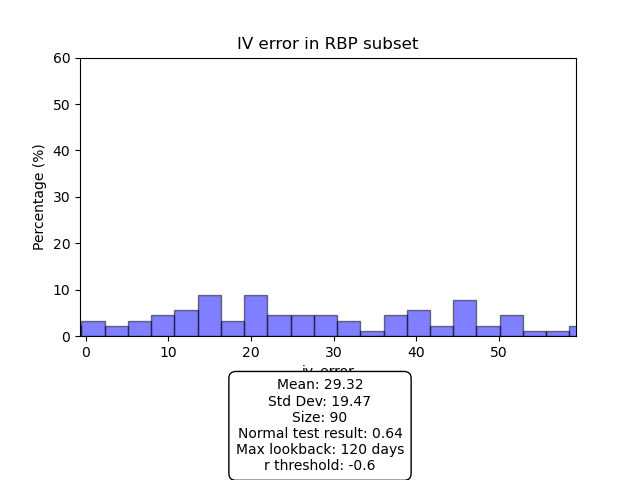 IV error in RBP subset
Percentage (%)
60
50
40
30
20
10
0
0 10 20 30 40 50
iv_error
Mean: 29.32
Std Dev: 19.47
Size: 90
Normal test result: 0.64
Max lookback: 120 days
r threshold: -0.6